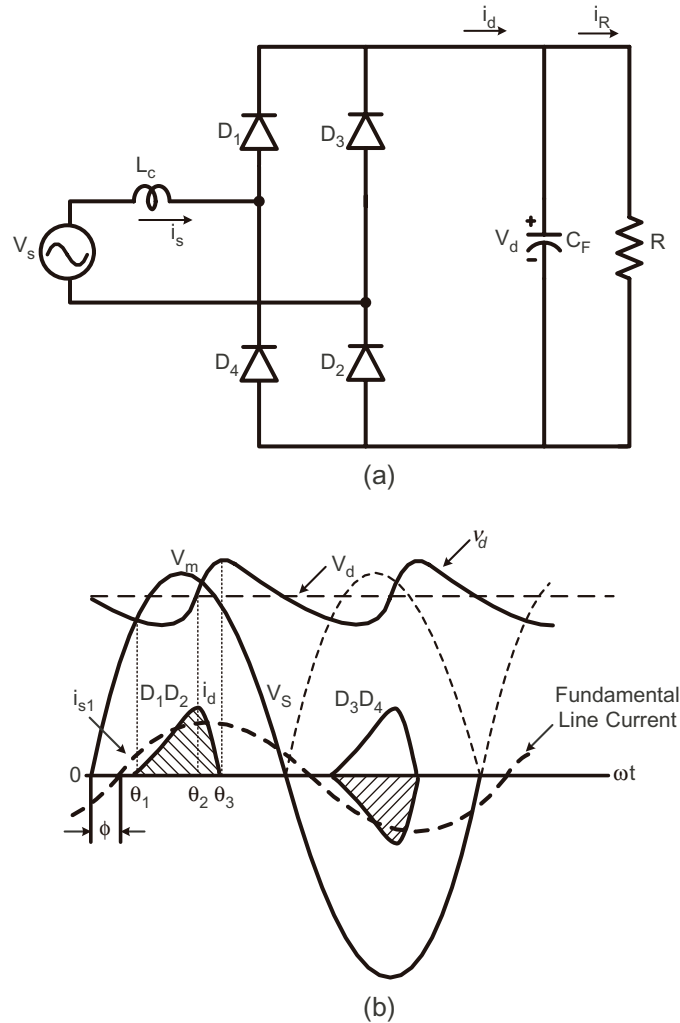 i_d
i_R
D_1
D_3
L_c
i_s
V_s
V_d
+
-
C_F
R
D_4
D_2
(a)
V_m
V_d
v_d
i_s1
D_1D_2
i_d
V_S
D_3D_4
Fundamental
Line Current
0
ωt
θ_1
θ_2
θ_3
ϕ
(b)